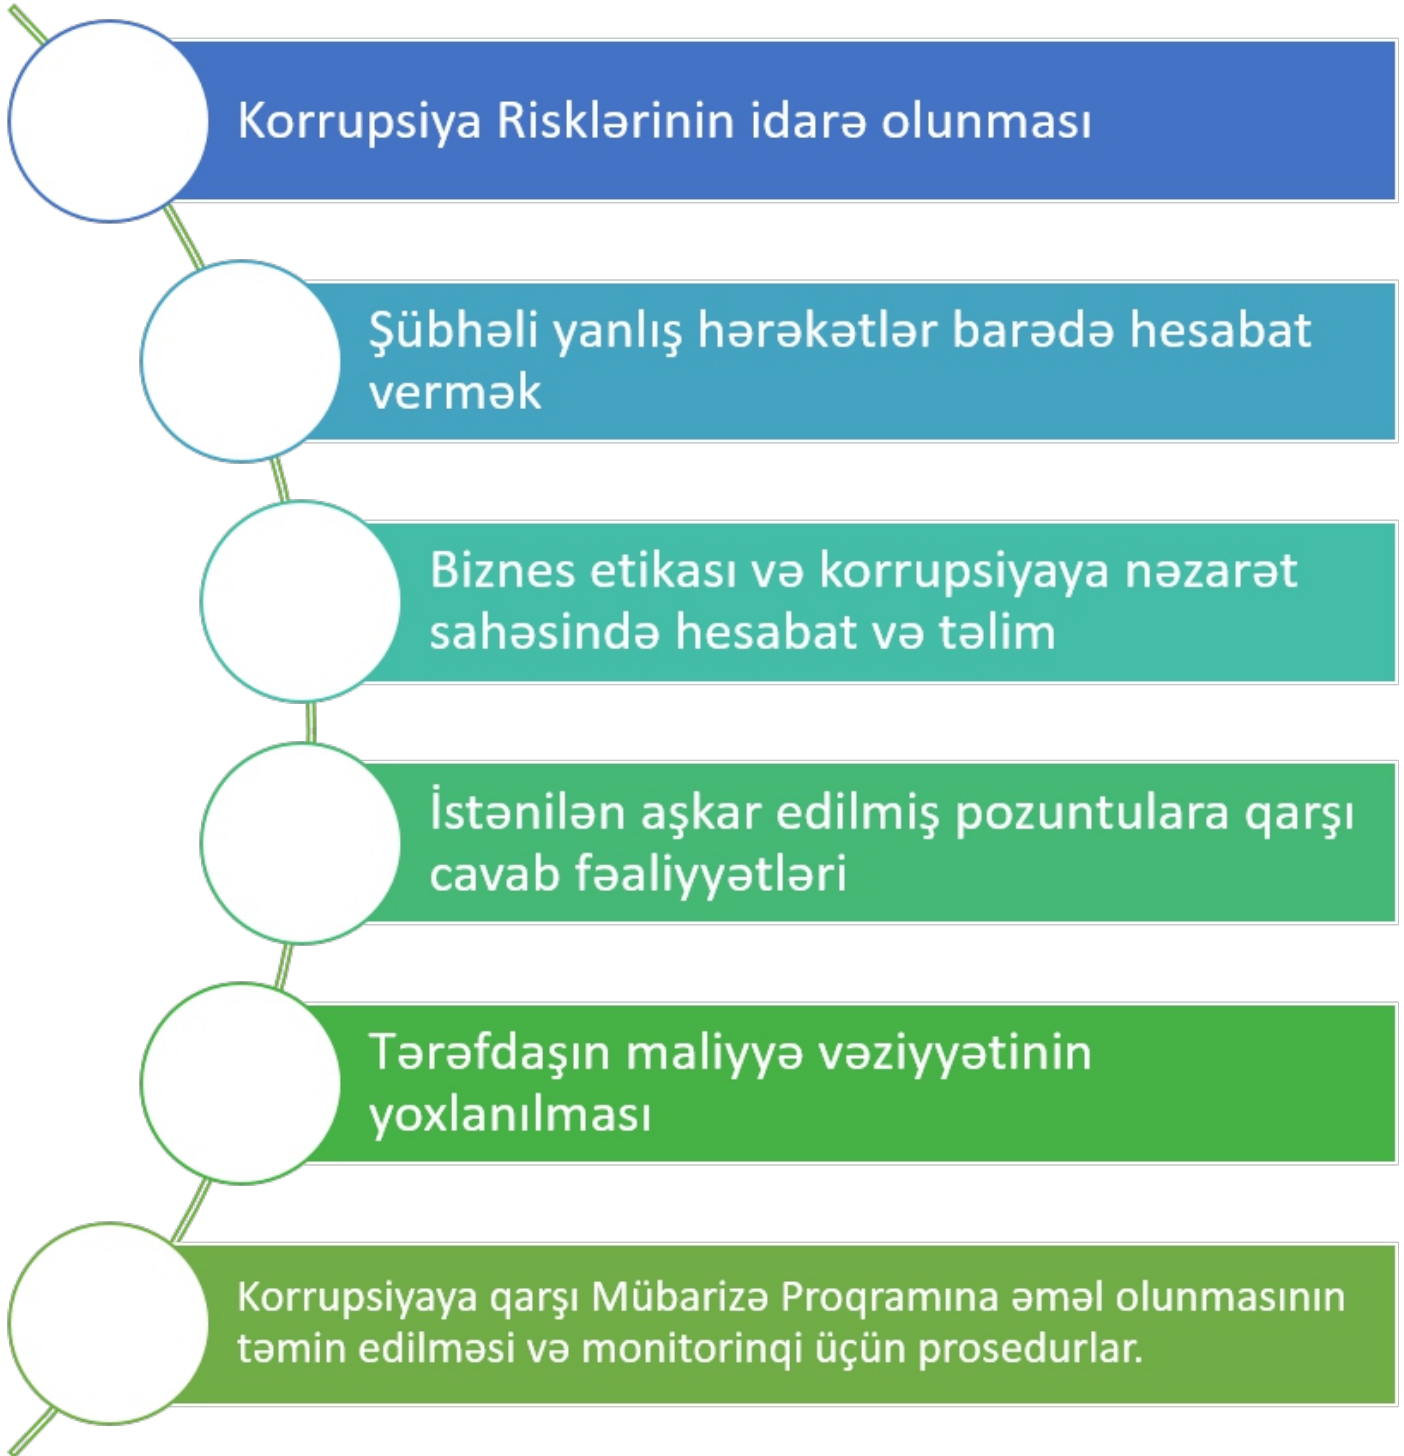 Korrupsiya Risklərinin idarə olunması
Şübhəli yanlış hərəkətlər barədə hesabat
vermək
Biznes etikası və korrupsiyaya nəzarət
sahəsində hesabat və təlim
İstənilən aşkar edilmiş pozuntulara qarşı
cavab fəaliyyətləri
Tərəfdaşın maliyyə vəziyyətinin
yoxlanılması
Korrupsiyaya qarşı Mübarizə Proqramına əməl olunmasının
təmin edilməsi və monitorinqi üçün prosedurlar.